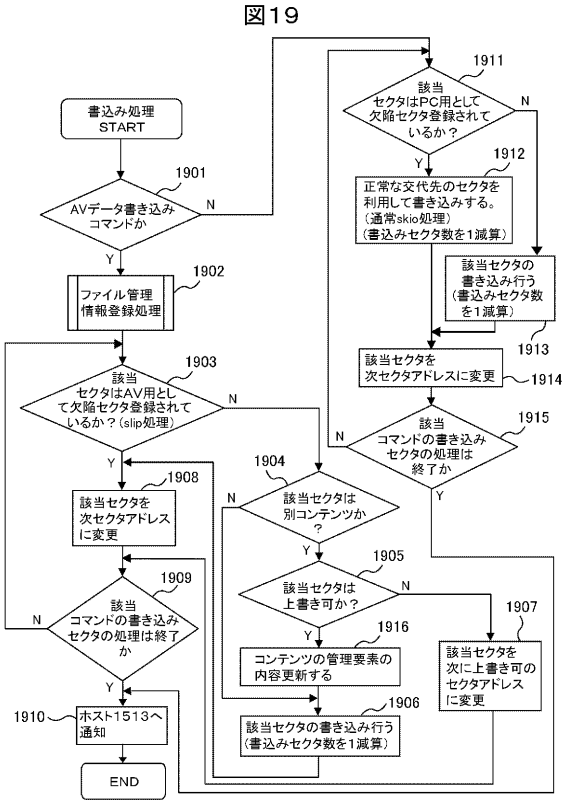 図19
書込み処理
START
1901
AVデータ書き込み
コマンドか
N
Y
1902
ファイル管理
情報登録処理
1903
該当
セクタはAV用とし
て欠陥セクタ登録されて
いるか？(slip処理)
N
Y
1908
該当セクタを
次セクタアドレス
に変更
1909
該当
コマンドの書き込み
セクタの処理は終了
か
N
Y
1910
ホスト1513へ
通知
END
1904
該当セクタは
別コンテンツか
？
N
Y
1905
該当セクタは
上書き可か？
N
Y
1916
コンテンツの管理要素の
内容更新する
1906
該当セクタの書き込み行う
(書込みセクタ数を1減算)
1907
該当セクタを
次に上書き可の
セクタアドレス
に変更
1911
該当
セクタはPC用として
欠陥セクタ登録されて
いるか？
N
Y
1912
正常な交代先のセクタを
利用して書き込みする。
(通常skio処理)
(書込みセクタ数を1減算)
該当セクタの
書き込み行う
(書込みセクタ数
を1減算)
1913
該当セクタを
次セクタアドレスに変更
1914
1915
該当
コマンドの書き込み
セクタの処理は
終了か
N
Y